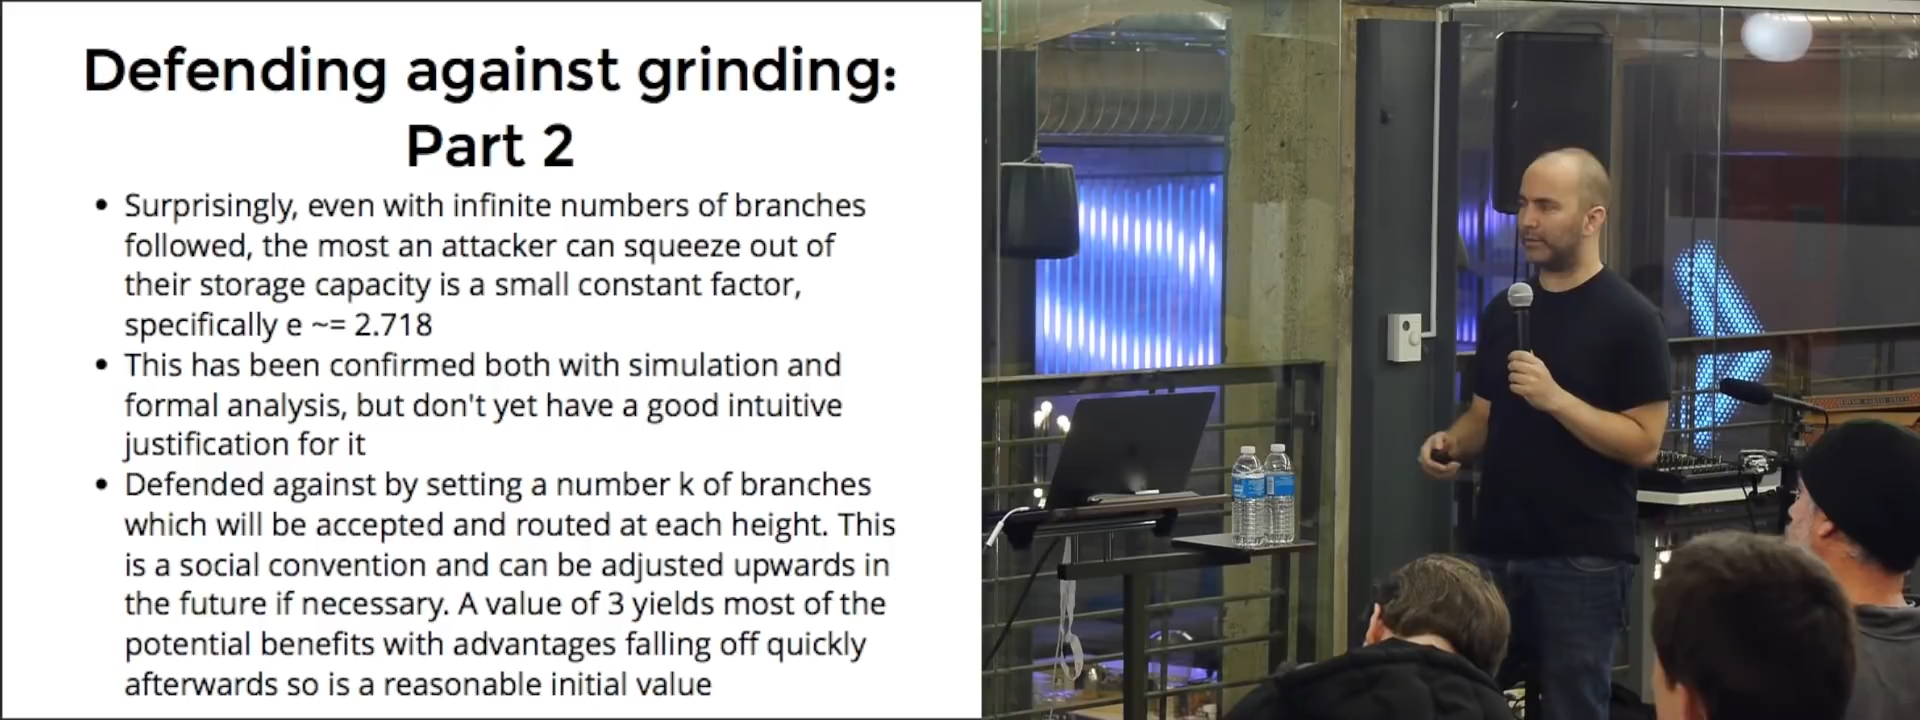 Defending against grinding:
Part 2
• Surprisingly, even with infinite numbers of branches
followed, the most an attacker can squeeze out of
their storage capacity is a small constant factor,
specifically e ~= 2.718
• This has been confirmed both with simulation and
formal analysis, but don't yet have a good intuitive
justification for it
• Defended against by setting a number k of branches
which will be accepted and routed at each height. This
is a social convention and can be adjusted upwards in
the future if necessary. A value of 3 yields most of the
potential benefits with advantages falling off quickly
afterwards so is a reasonable initial value